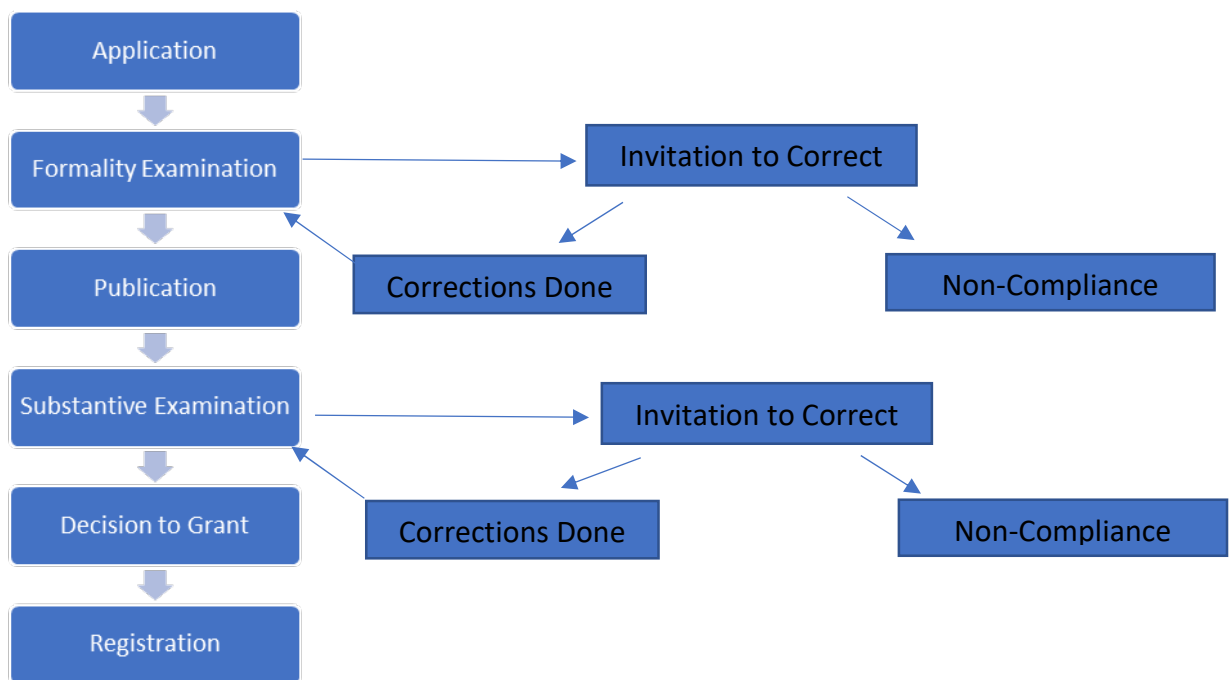 Application
Formality Examination
Invitation to Correct
Publication
Corrections Done
Non-Compliance
Substantive Examination
Invitation to Correct
Decision to Grant
Corrections Done
Non-Compliance
Registration